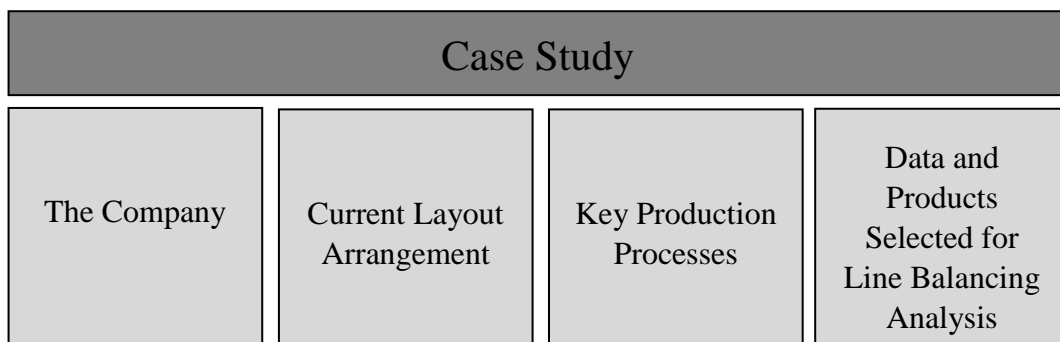 Case Study
The Company
Current Layout
Arrangement
Key Production
Processes
Data and
Products
Selected for
Line Balancing
Analysis